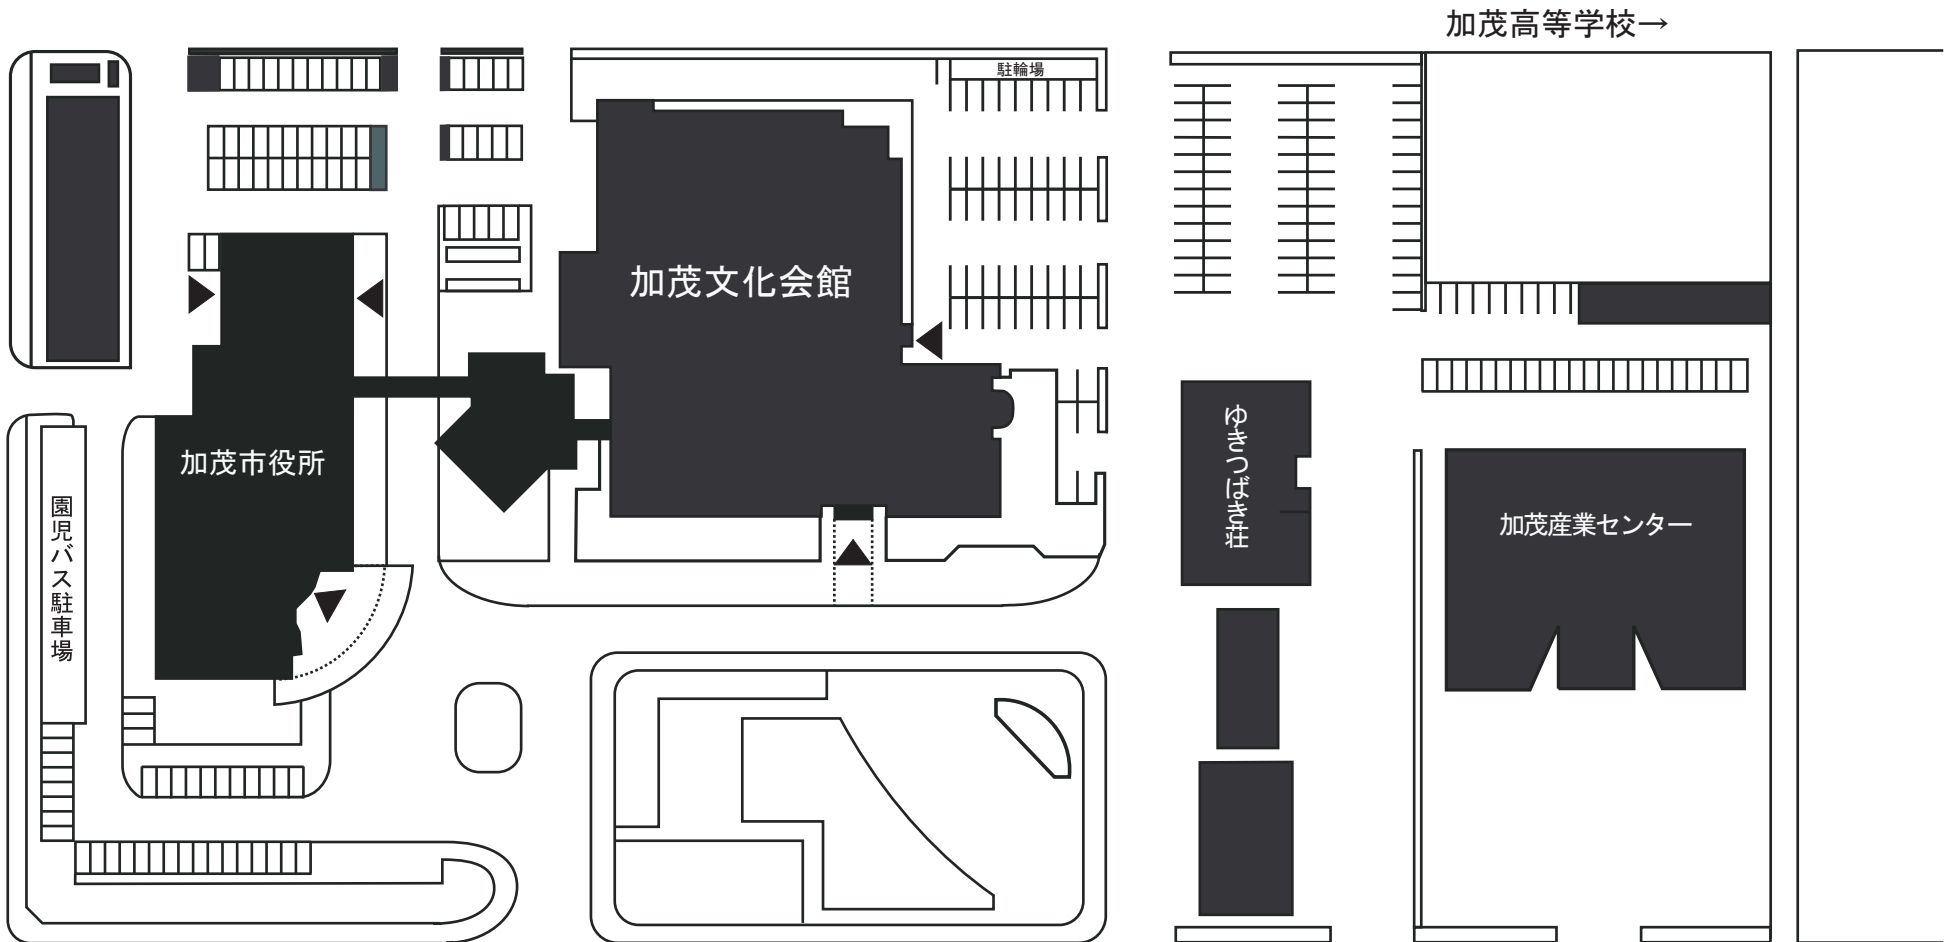 加茂高等学校→
駐輪場
加茂文化会館
加茂市役所
園児バス駐車場
ゆきつばき荘
加茂産業センター